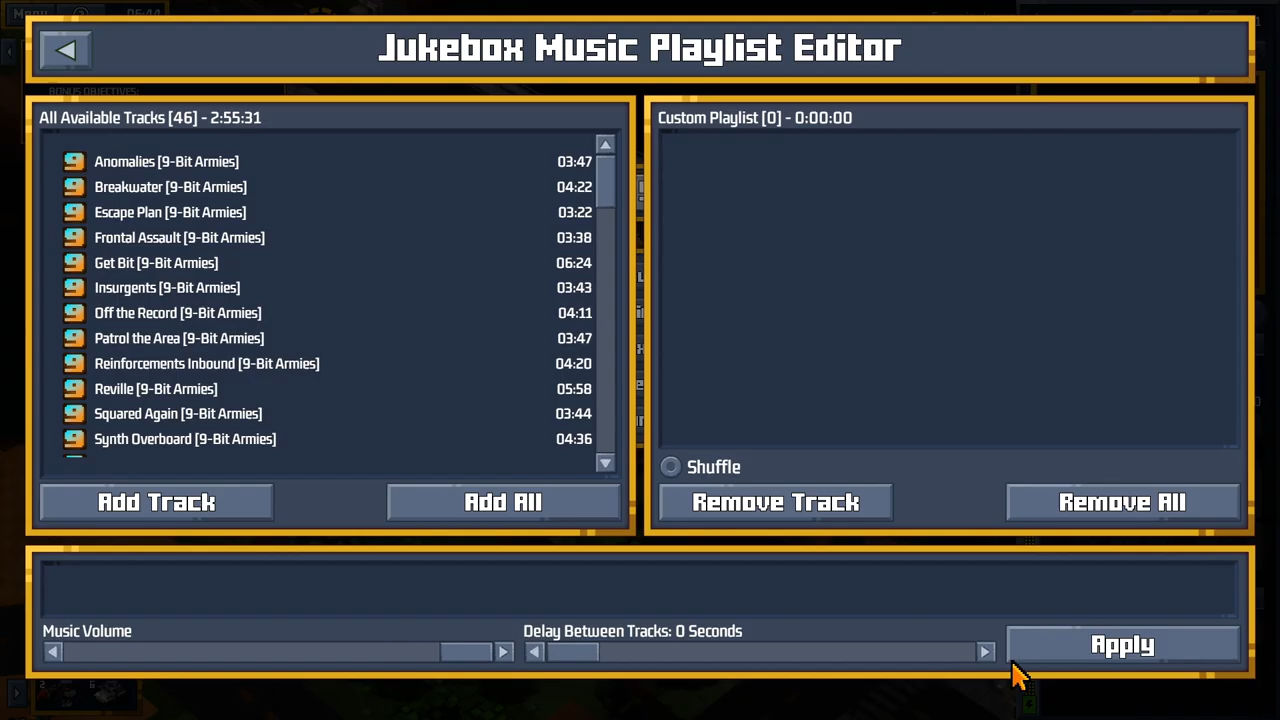 Menu
06:44
Jukebox Music Playlist Editor
BONUS OBJECTIVES:
All Available Tracks [46] - 2:55:31
Anomalies [9-Bit Armies] 03:47
Breakwater [9-Bit Armies] 04:22
Escape Plan [9-Bit Armies] 03:22
Frontal Assault [9-Bit Armies] 03:38
Get Bit [9-Bit Armies] 06:24
Insurgents [9-Bit Armies] 03:43
Off the Record [9-Bit Armies] 04:11
Patrol the Area [9-Bit Armies] 03:47
Reinforcements Inbound [9-Bit Armies] 04:20
Reville [9-Bit Armies] 05:58
Squared Again [9-Bit Armies] 03:44
Synth Overboard [9-Bit Armies] 04:36
Add Track
Add All
Custom Playlist [0] - 0:00:00
Shuffle
Remove Track
Remove All
Music Volume
Delay Between Tracks: 0 Seconds
Apply